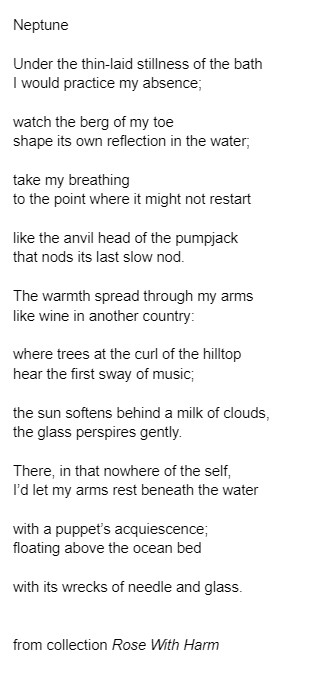 Neptune
Under the thin-laid stillness of the bath
I would practice my absence;
watch the berg of my toe
shape its own reflection in the water;
take my breathing
to the point where it might not restart
like the anvil head of the pumpjack
that nods its last slow nod.
The warmth spread through my arms
like wine in another country:
where trees at the curl of the hilltop
hear the first sway of music;
the sun softens behind a milk of clouds,
the glass perspires gently.
There, in that nowhere of the self,
I'd let my arms rest beneath the water
with a puppet's acquiescence;
floating above the ocean bed
with its wrecks of needle and glass.
from collection Rose With Harm